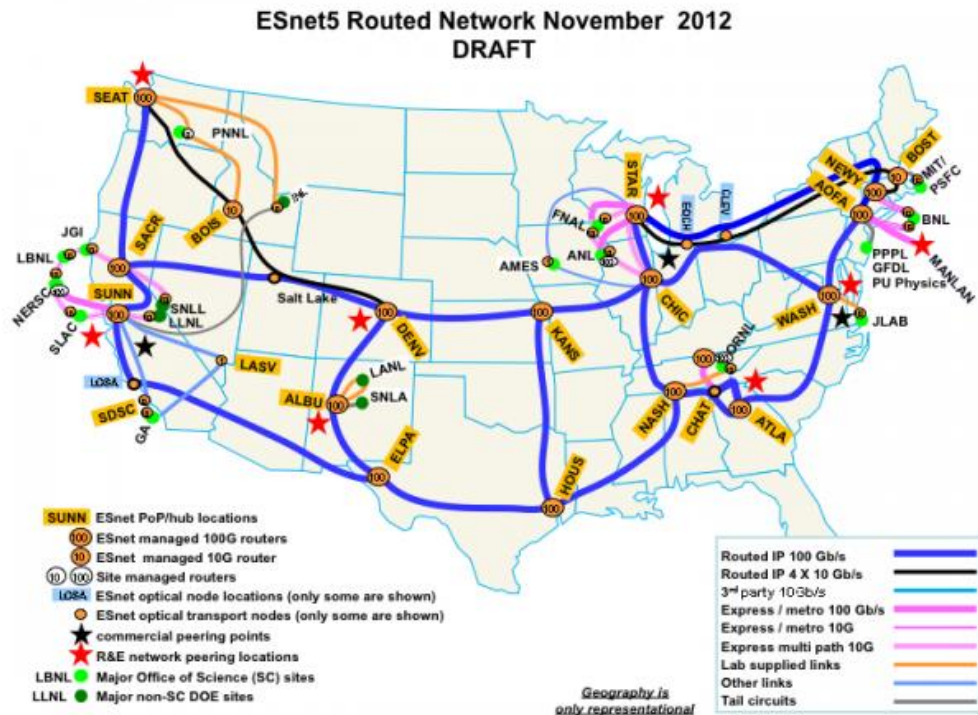 ESnet5 Routed Network November 2012
DRAFT
SEAT
PNNL
BOIS
SACR
JGI
LBNL
NERSC
SUNN
SNLL
LLNL
SLAC
Salt Lake
LOSA
SDSC
GA
LASV
DENV
ALBU
LANL
SNLA
ELPA
KANS
HOUS
STAR
FNAL
ANL
AMES
CHIC
EQCH
CLEV
NASH
CHAT
ORNL
ATLA
WASH
JLAB
NEWY
AOFA
BOST
MIT/
PSFC
BNL
MANLAN
PPPL
GFDL
PU Physics
SUNN ESnet PoP/hub locations
100 ESnet managed 100G routers
10 ESnet managed 10G router
10 100 Site managed routers
LOSA ESnet optical node locations (only some are shown)
ESnet optical transport nodes (only some are shown)
commercial peering points
R&E network peering locations
LBNL Major Office of Science (SC) sites
LLNL Major non-SC DOE sites
Geography is
only representational
Routed IP 100 Gb/s
Routed IP 4 X 10 Gb/s
3rd party 10Gb/s
Express / metro 100 Gb/s
Express / metro 10G
Express multi path 10G
Lab supplied links
Other links
Tail circuits